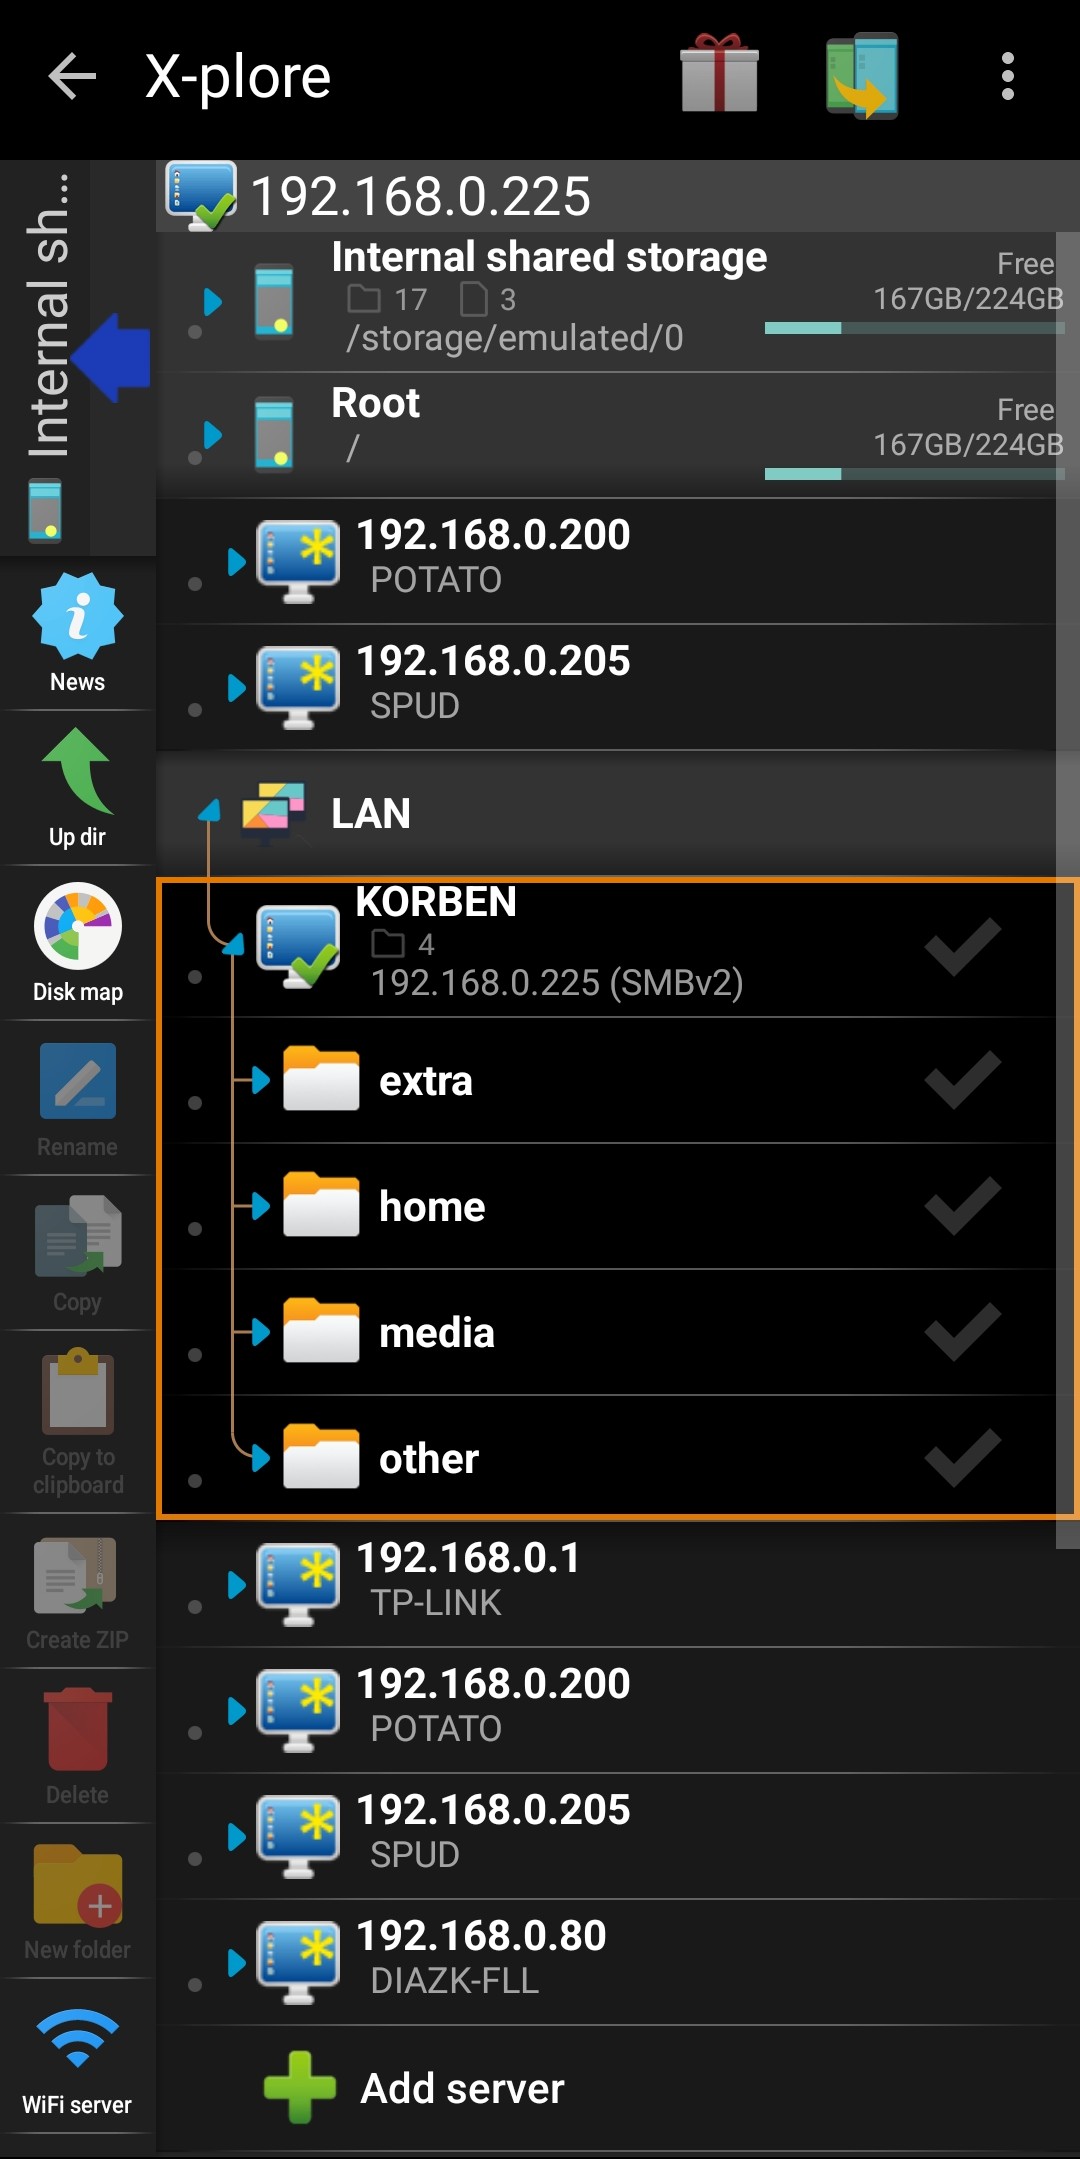 X-plore
Internal sh...
192.168.0.225
Internal shared storage
17 3
/storage/emulated/0
Free
167GB/224GB
Root
/
Free
167GB/224GB
192.168.0.200
POTATO
192.168.0.205
SPUD
LAN
KORBEN
4
192.168.0.225 (SMBv2)
extra
home
media
other
192.168.0.1
TP-LINK
192.168.0.200
POTATO
192.168.0.205
SPUD
192.168.0.80
DIAZK-FLL
Add server
News
Up dir
Disk map
Rename
Copy
Copy to
clipboard
Create ZIP
Delete
New folder
WiFi server